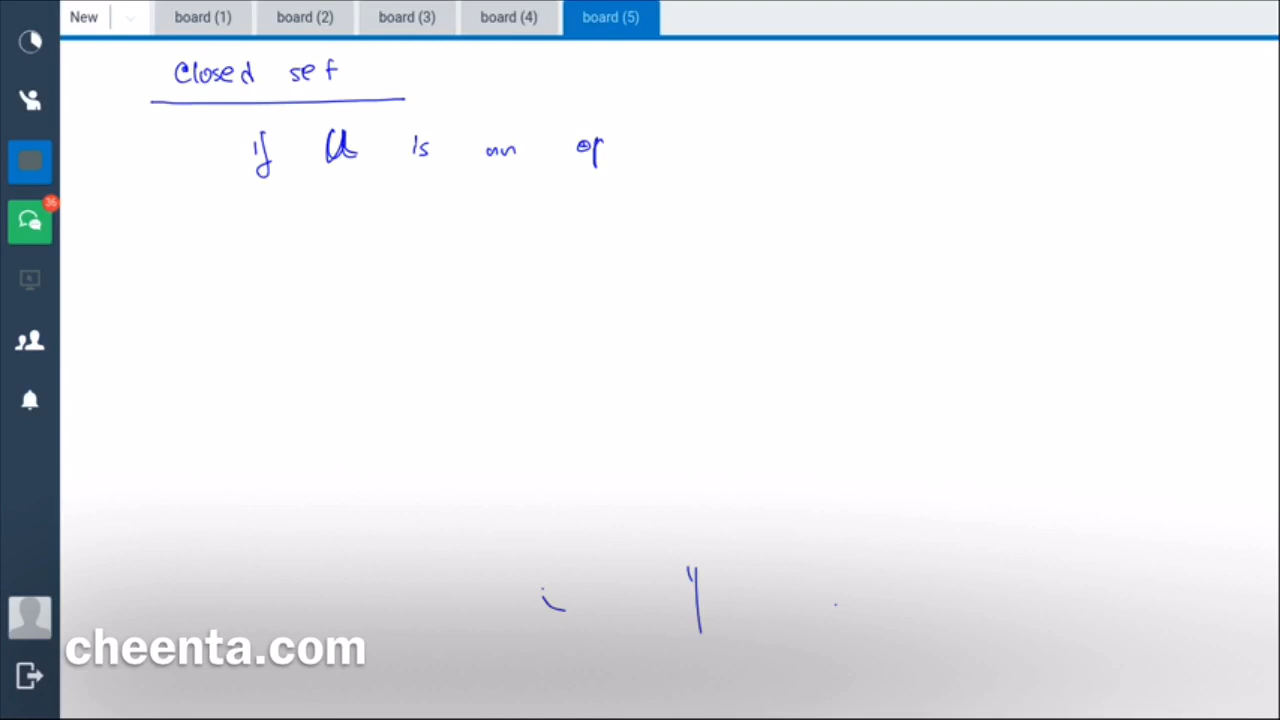 New board (1) board (2) board (3) board (4) board (5)
36
Closed set
if U is an op
cheenta.com